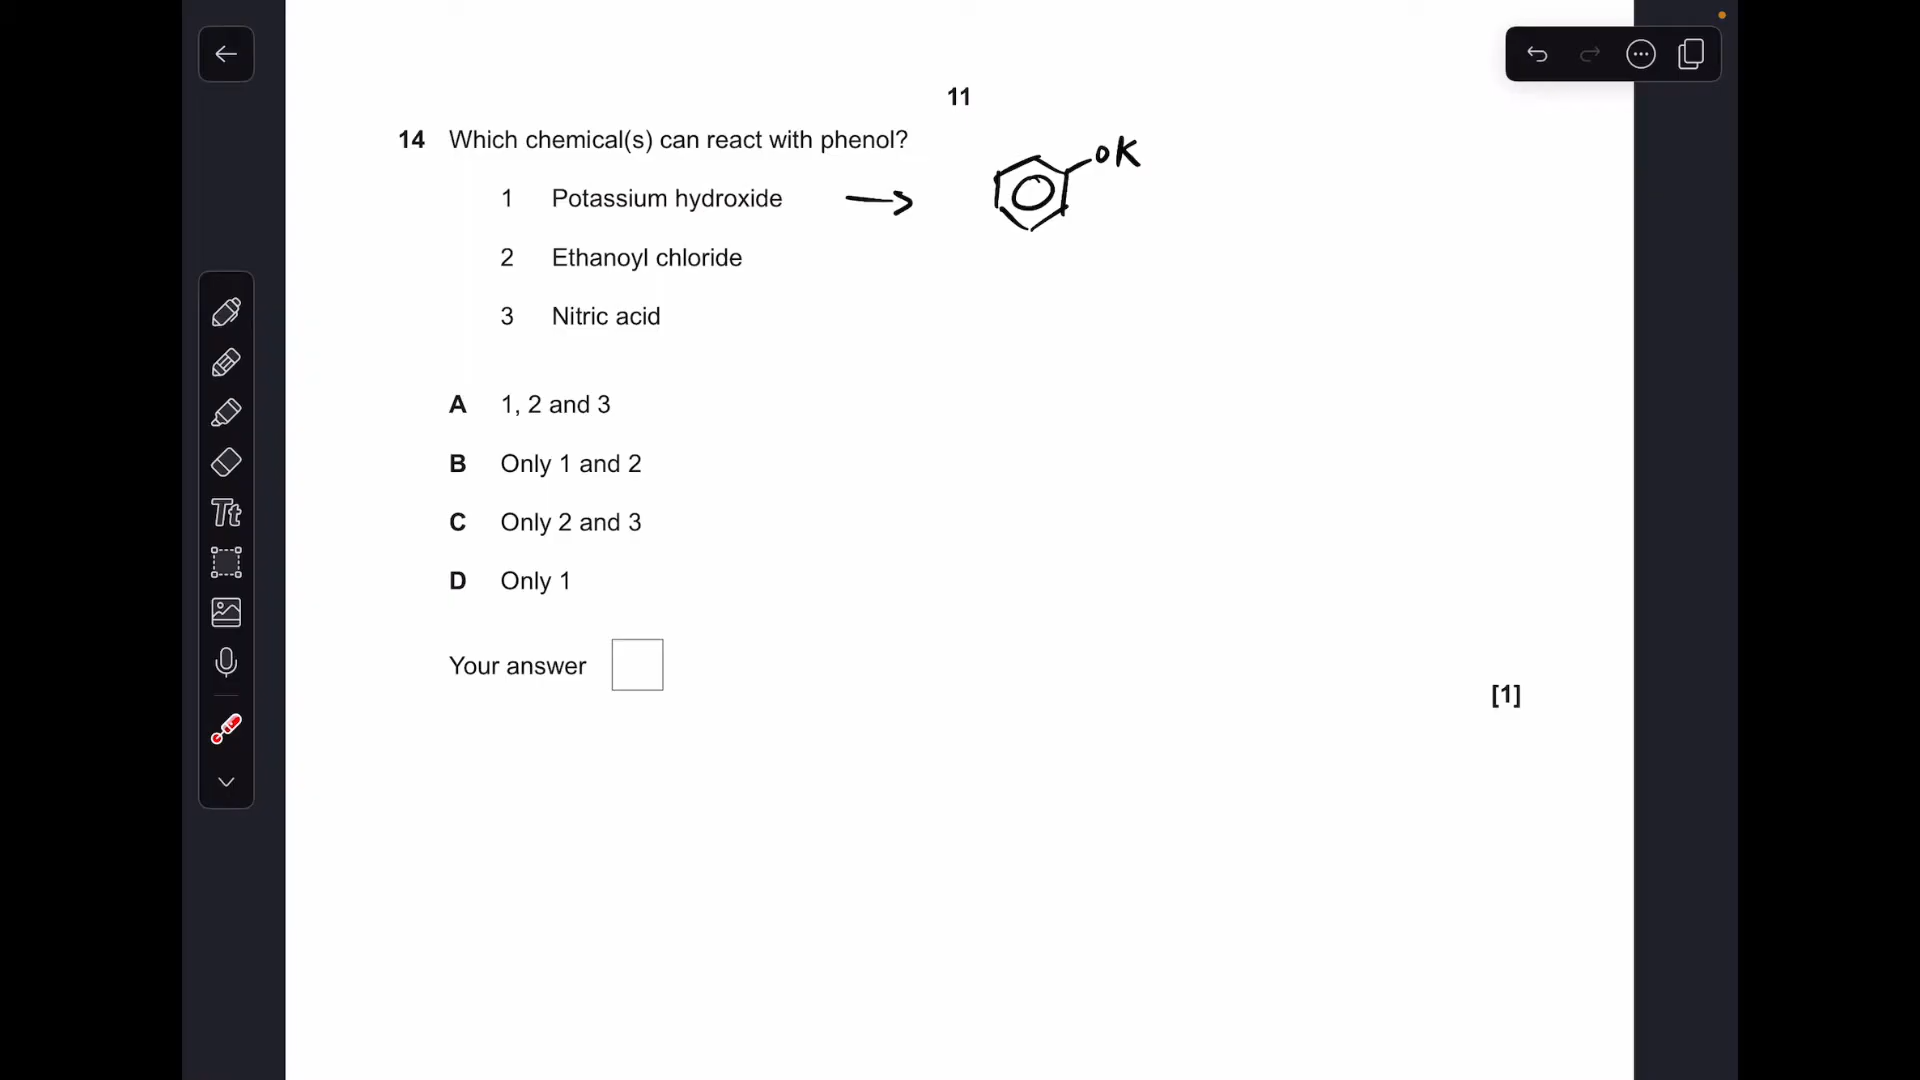 11
14 Which chemical(s) can react with phenol?
OK
1 Potassium hydroxide
2 Ethanoyl chloride
3 Nitric acid
A 1, 2 and 3
B Only 1 and 2
C Only 2 and 3
D Only 1
Your answer
[1]
Tt